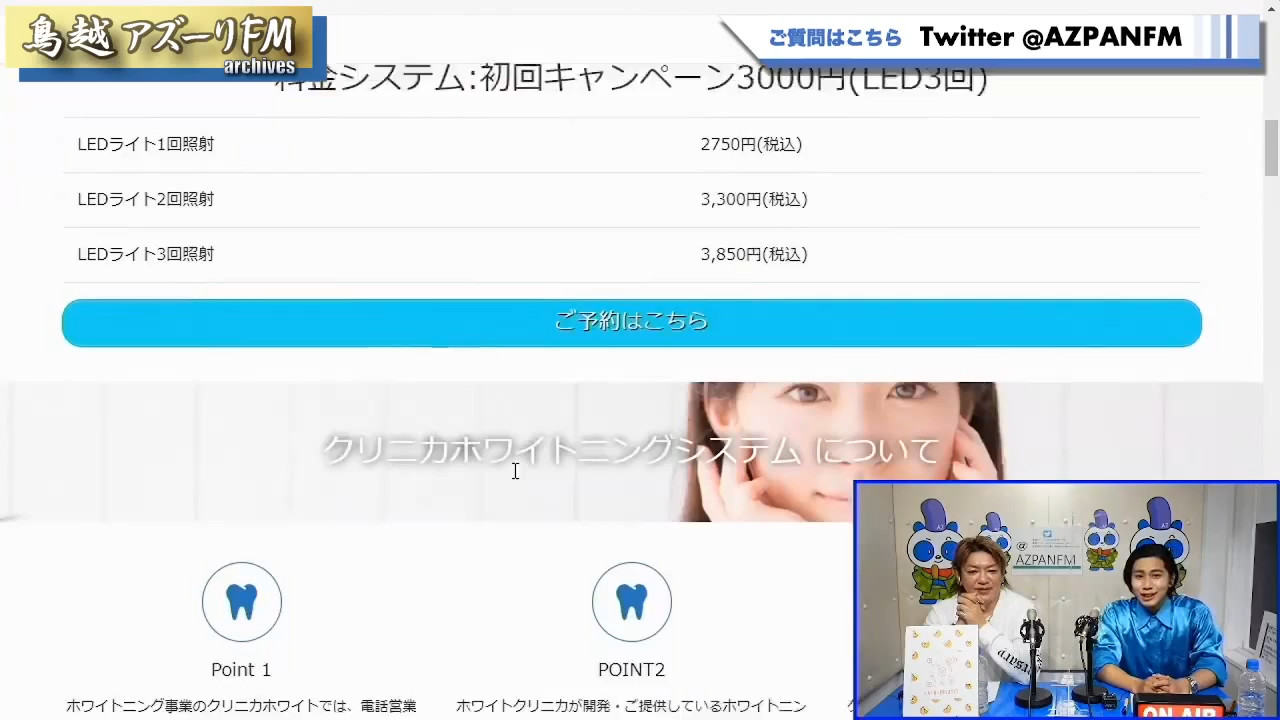 鳥越アズーりFM
archives
ご質問はこちら Twitter @AZPANFM
料金システム:初回キャンペーン3000円(LED3回)
LEDライト1回照射 2750円(税込)
LEDライト2回照射 3,300円(税込)
LEDライト3回照射 3,850円(税込)
ご予約はこちら
クリニカホワイトニングシステム について
Point 1 POINT2
ホワイトニング事業のクリニカホワイトでは、電話営業 ホワイトクリニカが開発・ご提供しているホワイトニン
@
AZPANFM
ON AIR